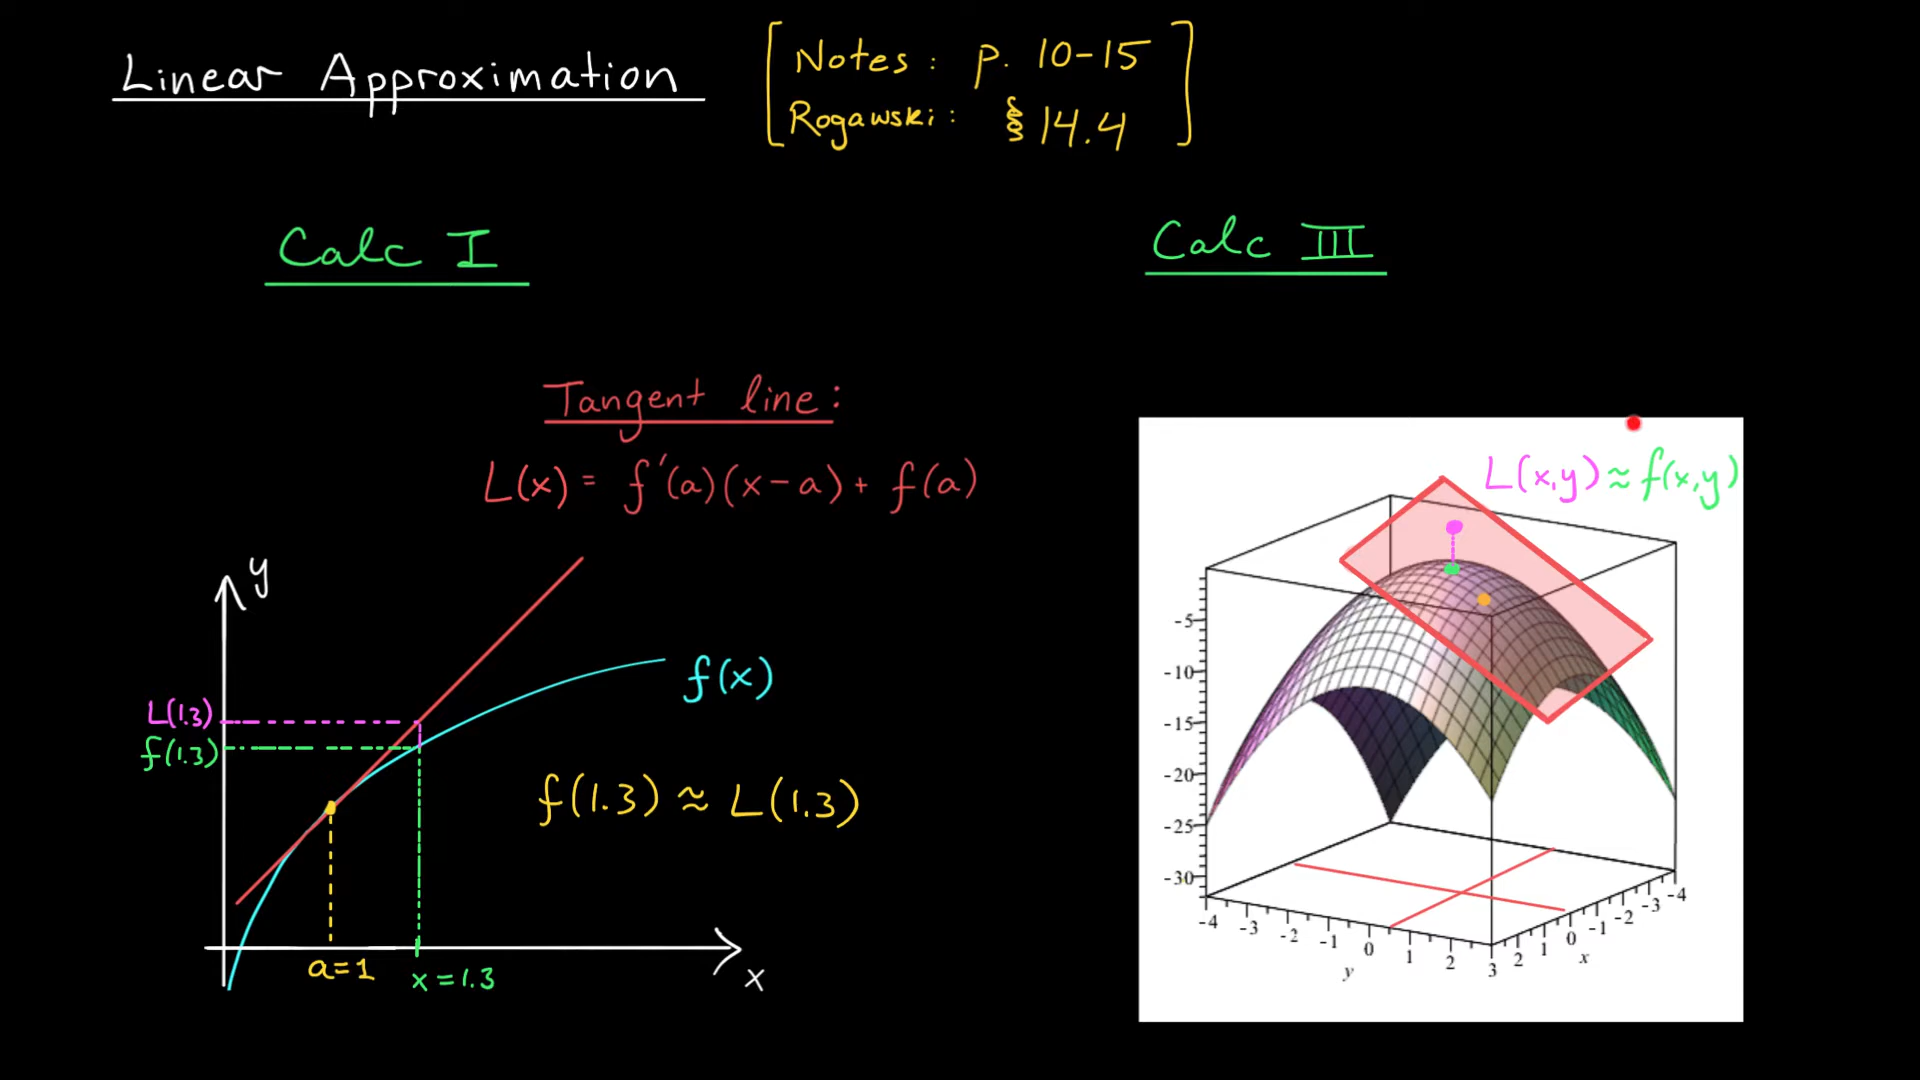 Linear Approximation
[Notes: p. 10-15
Rogawski: § 14.4]
Calc I
Calc III
Tangent line:
L(x) = f'(a)(x-a) + f(a)
y
f(x)
L(1.3)
f(1.3)
f(1.3) ≈ L(1.3)
a=1
x=1.3
x
L(x,y) ≈ f(x,y)
-5
-10
-15
-20
-25
-30
-4 -3 -2 -1 0 1 2 3
y
2 1 0 -1 -2 -3 -4
x